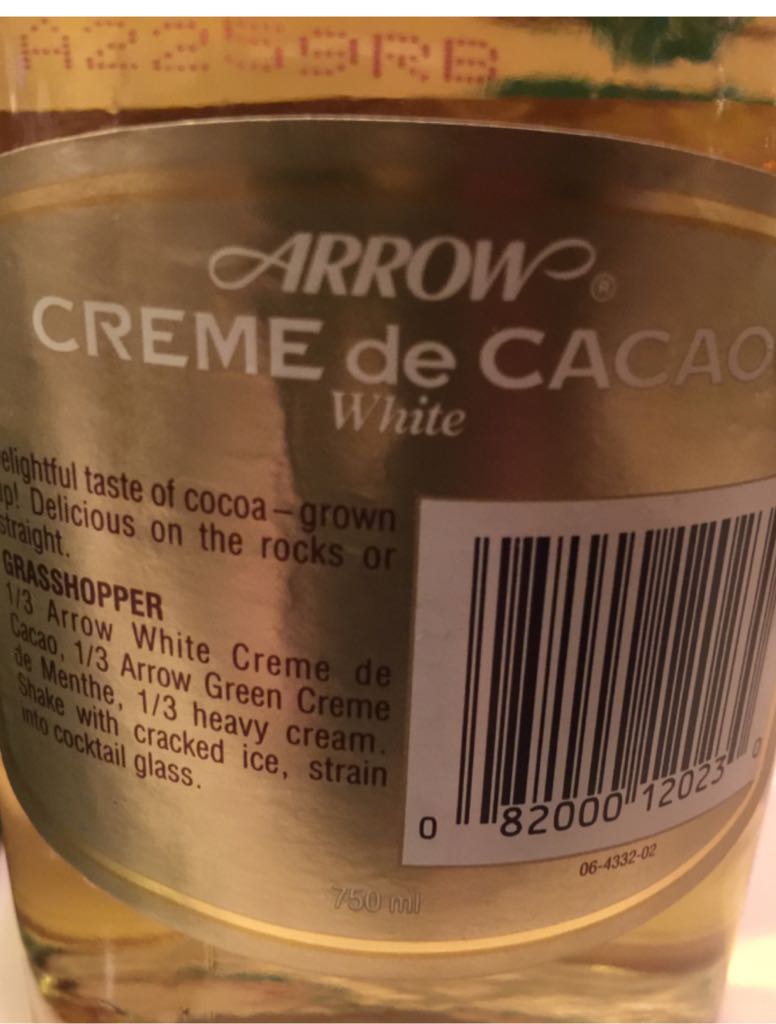 A2259RB
ARROW®
CREME de CACAO
White
elightful taste of cocoa – grown
up! Delicious on the rocks or
straight.
GRASSHOPPER
1/3 Arrow White Creme de
Cacao, 1/3 Arrow Green Creme
de Menthe, 1/3 heavy cream.
Shake with cracked ice, strain
into cocktail glass.
0 82000 12023 0
06-4332-02
750 ml